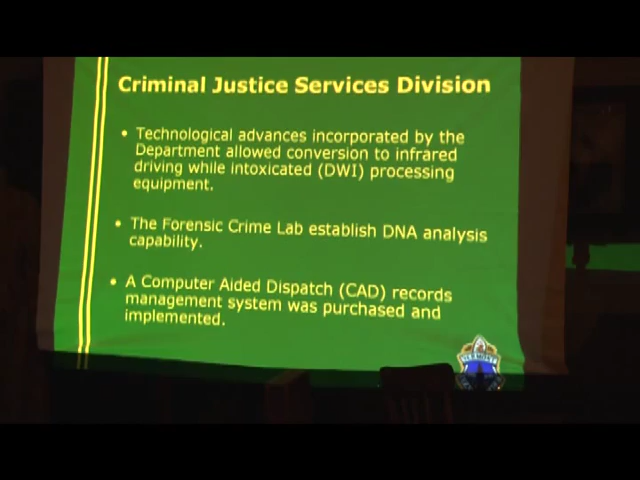 Criminal Justice Services Division
• Technological advances incorporated by the
Department allowed conversion to infrared
driving while intoxicated (DWI) processing
equipment.
• The Forensic Crime Lab establish DNA analysis
capability.
• A Computer Aided Dispatch (CAD) records
management system was purchased and
implemented.